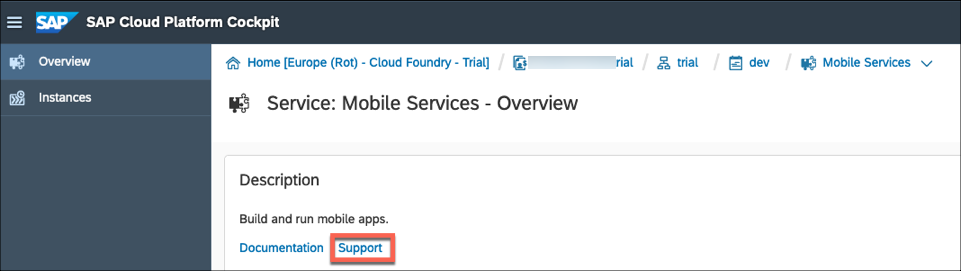 SAP SAP Cloud Platform Cockpit
Overview
Instances
Home [Europe (Rot) - Cloud Foundry - Trial] / rial] / trial / dev / Mobile Services
Service: Mobile Services - Overview
Description
Build and run mobile apps.
Documentation Support